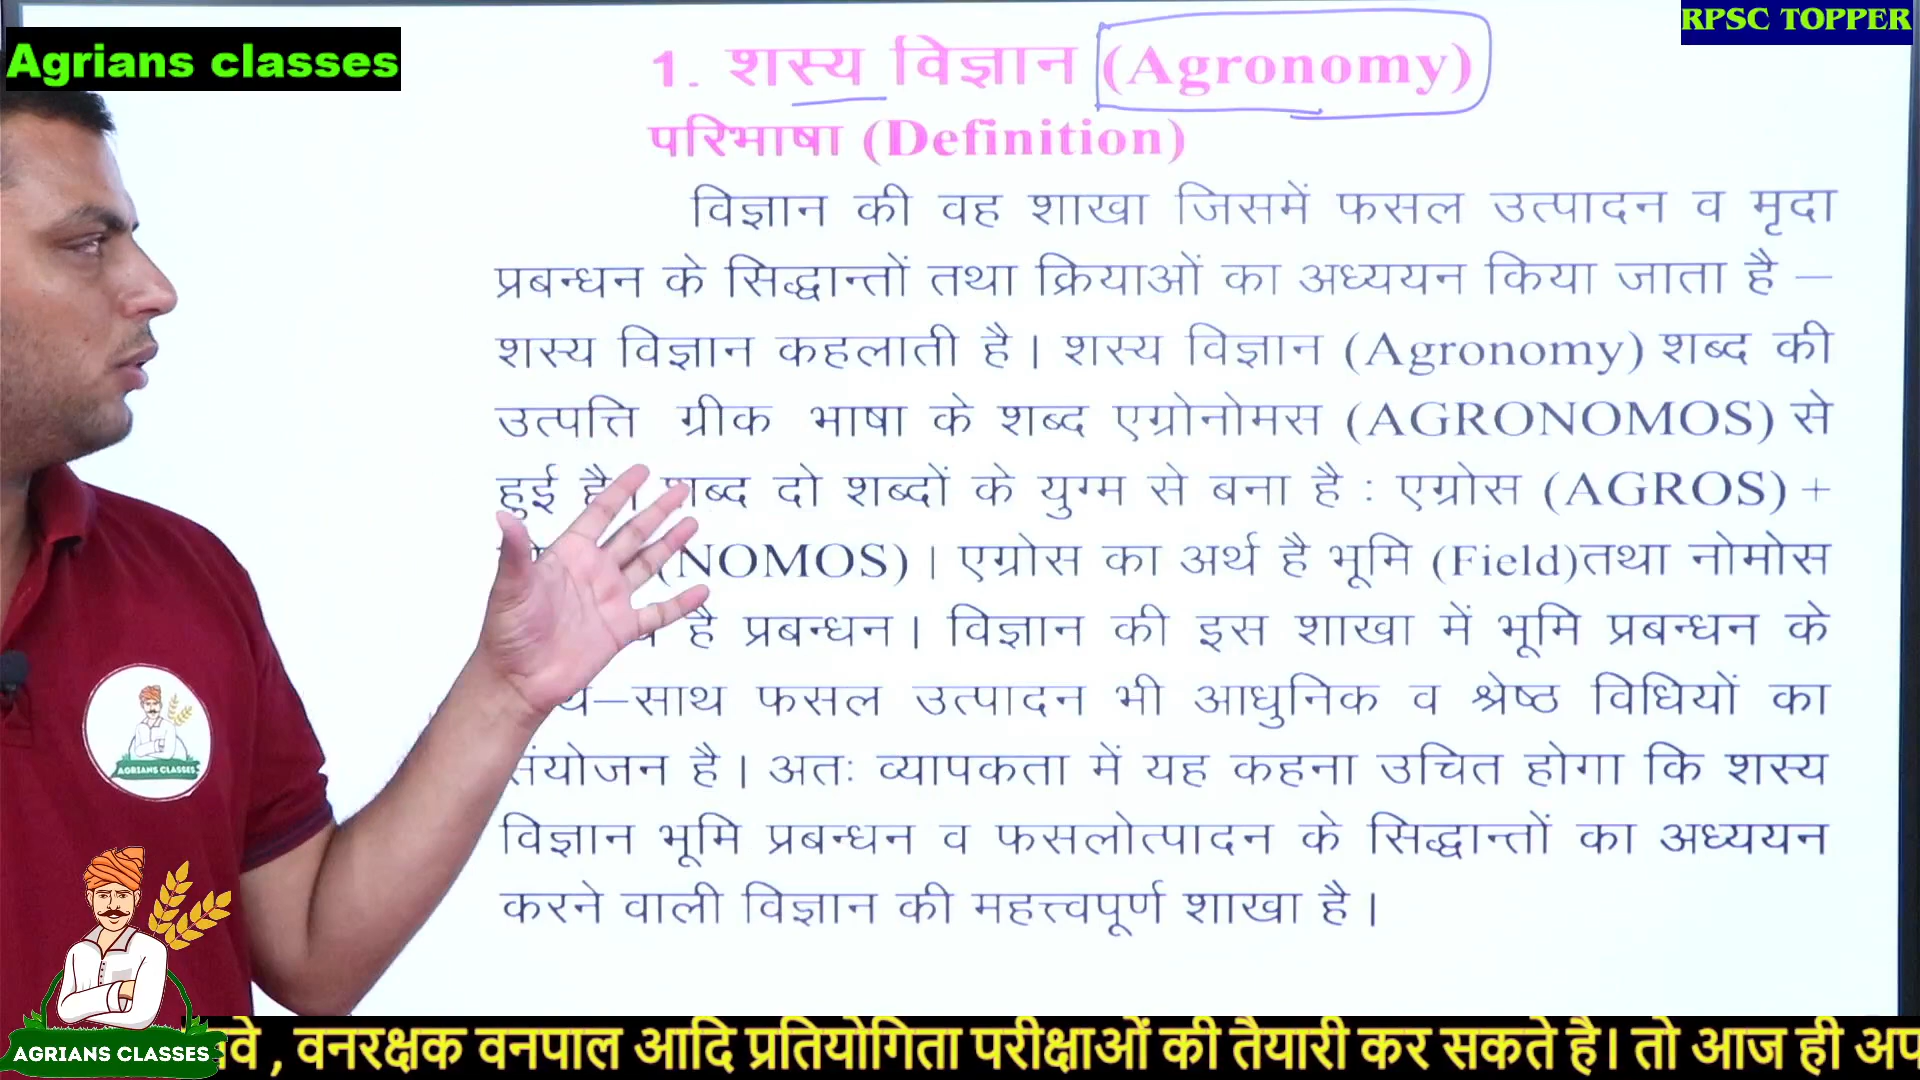 Agrians classes
RPSC TOPPER
1. शस्य विज्ञान (Agronomy)
परिभाषा (Definition)
विज्ञान की वह शाखा जिसमें फसल उत्पादन व मृदा
प्रबन्धन के सिद्धान्तों तथा क्रियाओं का अध्ययन किया जाता है –
शस्य विज्ञान कहलाती है। शस्य विज्ञान (Agronomy) शब्द की
उत्पत्ति ग्रीक भाषा के शब्द एग्रोनोमस (AGRONOMOS) से
हुई है। शब्द दो शब्दों के युग्म से बना है : एग्रोस (AGROS) +
(NOMOS)। एग्रोस का अर्थ है भूमि (Field)तथा नोमोस
है प्रबन्धन। विज्ञान की इस शाखा में भूमि प्रबन्धन के
–साथ फसल उत्पादन भी आधुनिक व श्रेष्ठ विधियों का
संयोजन है। अतः व्यापकता में यह कहना उचित होगा कि शस्य
विज्ञान भूमि प्रबन्धन व फसलोत्पादन के सिद्धान्तों का अध्ययन
करने वाली विज्ञान की महत्त्वपूर्ण शाखा है।
AGRIANS CLASSES
AGRIANS CLASSES
, वनरक्षक वनपाल आदि प्रतियोगिता परीक्षाओं की तैयारी कर सकते है। तो आज ही